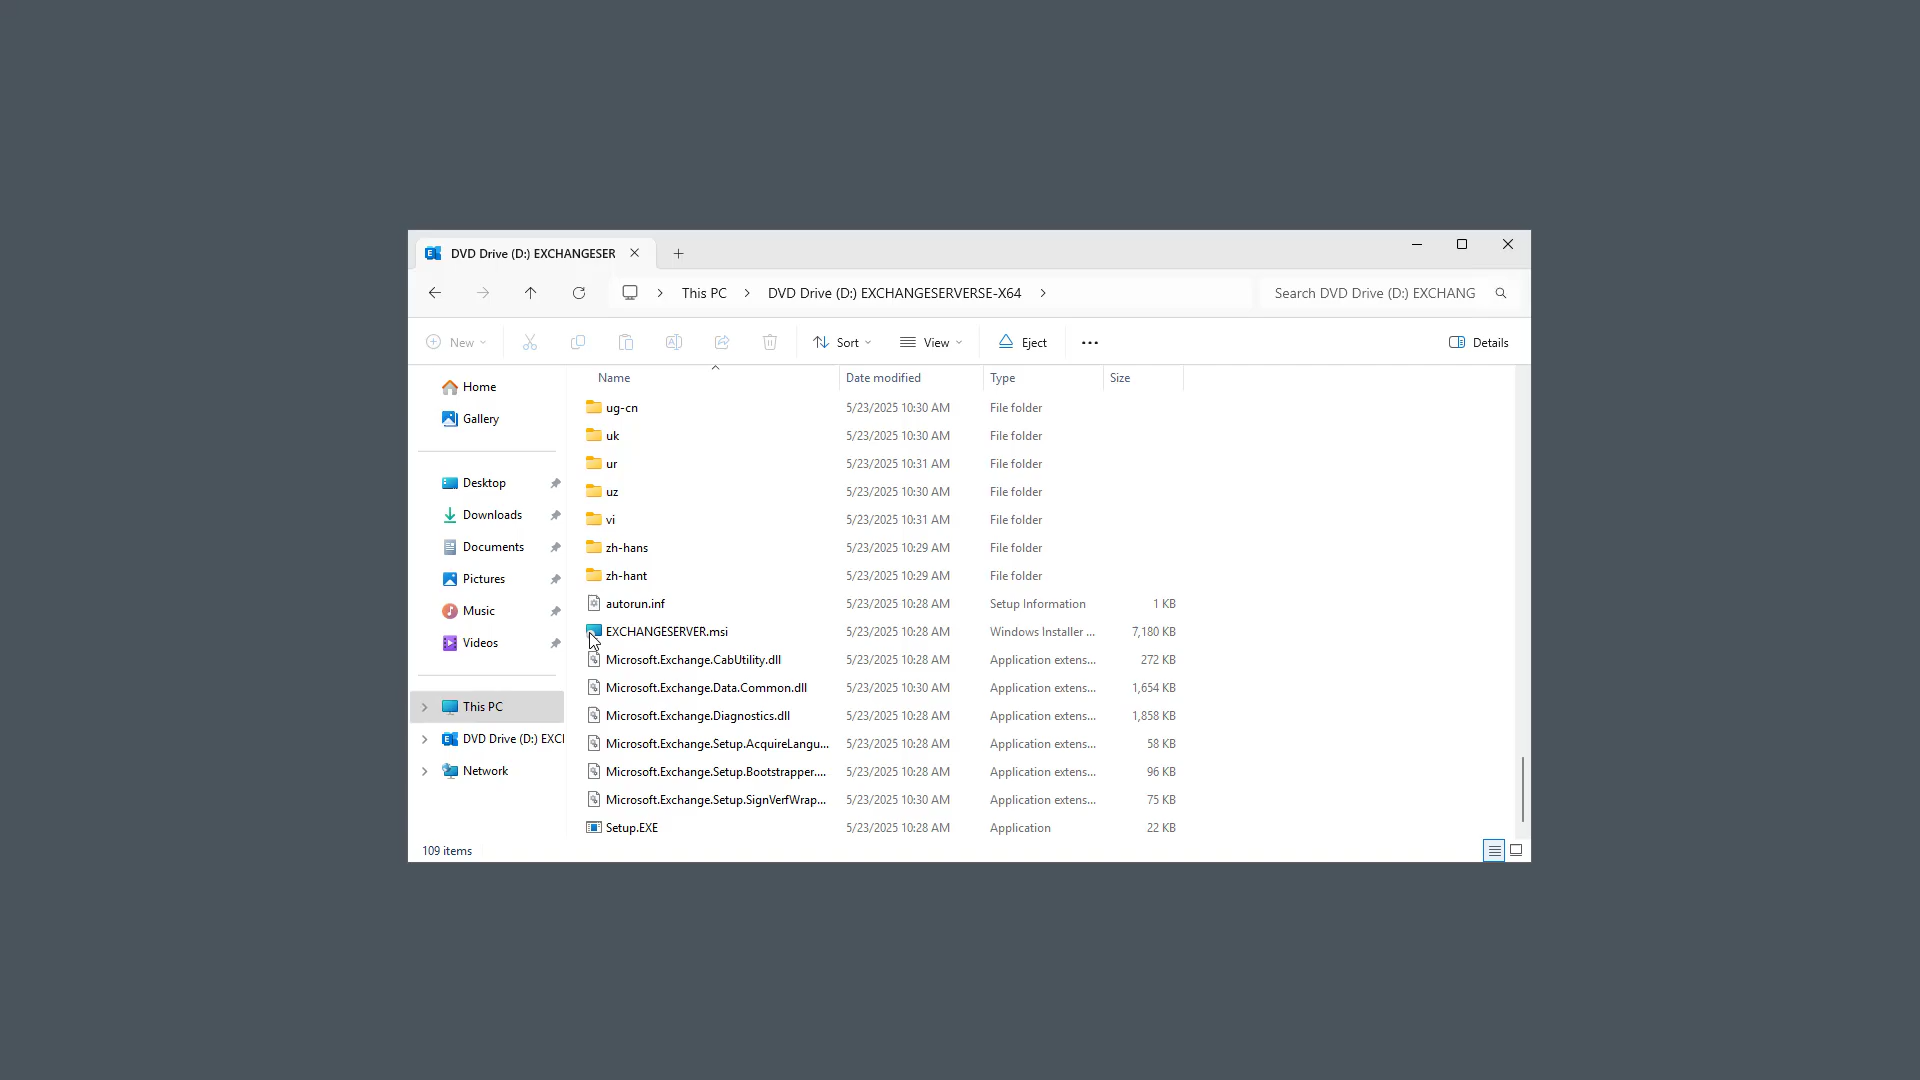 DVD Drive (D:) EXCHANGESER
This PC
DVD Drive (D:) EXCHANGESERVERSE-X64
Search DVD Drive (D:) EXCHANG
New
Sort
View
Eject
Details
Home
Gallery
Desktop
Downloads
Documents
Pictures
Music
Videos
This PC
DVD Drive (D:) EXCI
Network
Name Date modified Type Size
ug-cn 5/23/2025 10:30 AM File folder
uk 5/23/2025 10:30 AM File folder
ur 5/23/2025 10:31 AM File folder
uz 5/23/2025 10:30 AM File folder
vi 5/23/2025 10:31 AM File folder
zh-hans 5/23/2025 10:29 AM File folder
zh-hant 5/23/2025 10:29 AM File folder
autorun.inf 5/23/2025 10:28 AM Setup Information 1 KB
EXCHANGESERVER.msi 5/23/2025 10:28 AM Windows Installer ... 7,180 KB
Microsoft.Exchange.CabUtility.dll 5/23/2025 10:28 AM Application extens... 272 KB
Microsoft.Exchange.Data.Common.dll 5/23/2025 10:30 AM Application extens... 1,654 KB
Microsoft.Exchange.Diagnostics.dll 5/23/2025 10:28 AM Application extens... 1,858 KB
Microsoft.Exchange.Setup.AcquireLangu... 5/23/2025 10:28 AM Application extens... 58 KB
Microsoft.Exchange.Setup.Bootstrapper.... 5/23/2025 10:28 AM Application extens... 96 KB
Microsoft.Exchange.Setup.SignVerfWrap... 5/23/2025 10:30 AM Application extens... 75 KB
Setup.EXE 5/23/2025 10:28 AM Application 22 KB
109 items